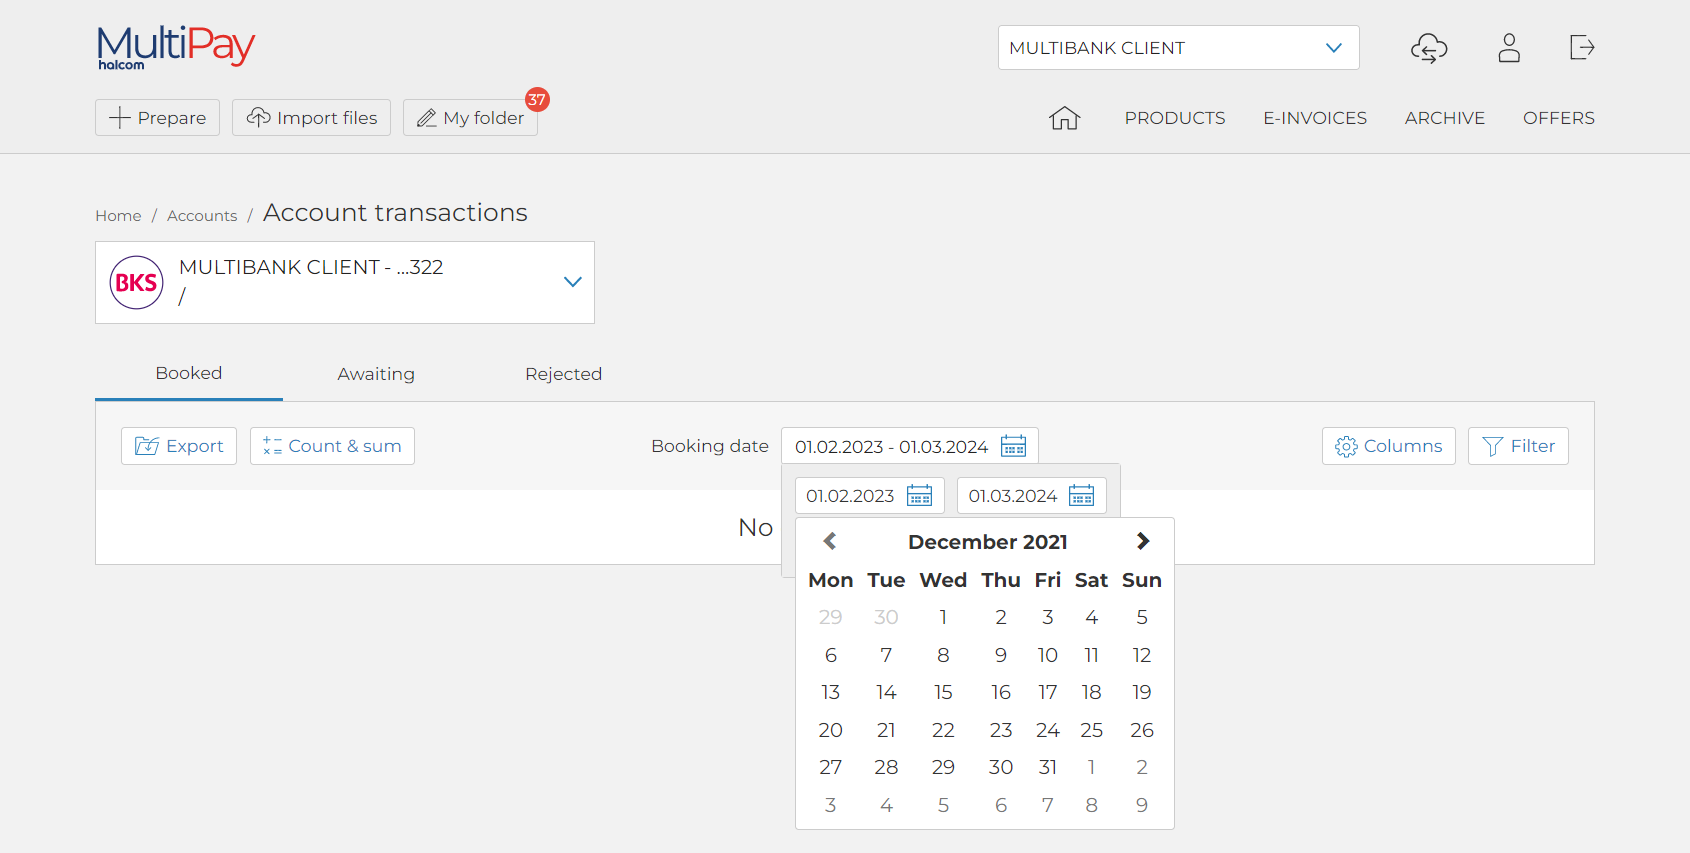 MultiPay
halcom
MULTIBANK CLIENT
Prepare
Import files
My folder
37
PRODUCTS
E-INVOICES
ARCHIVE
OFFERS
Home / Accounts / Account transactions
BKS
MULTIBANK CLIENT - ...322
/
Booked
Awaiting
Rejected
Export
Count & sum
Booking date
01.02.2023 - 01.03.2024
Columns
Filter
01.02.2023
01.03.2024
No
December 2021
Mon Tue Wed Thu Fri Sat Sun
29 30 1 2 3 4 5
6 7 8 9 10 11 12
13 14 15 16 17 18 19
20 21 22 23 24 25 26
27 28 29 30 31 1 2
3 4 5 6 7 8 9